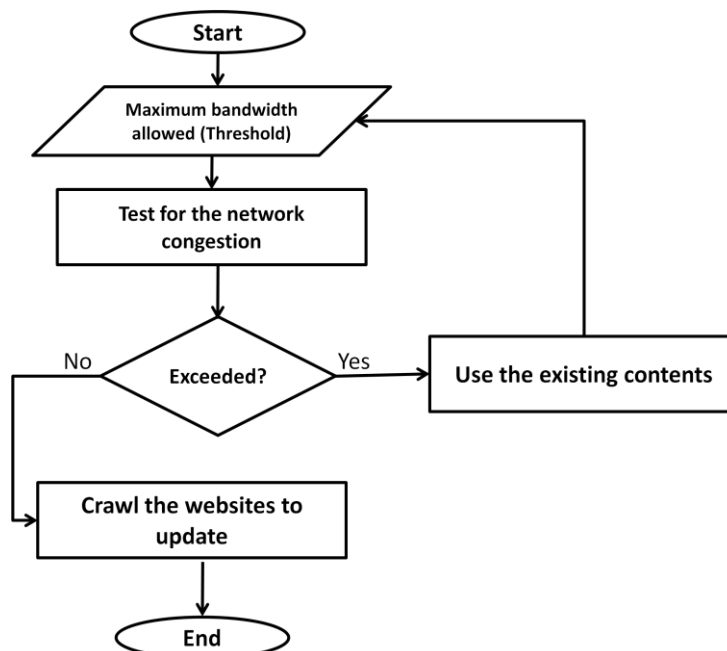 Start
Maximum bandwidth
allowed (Threshold)
Test for the network
congestion
No
Exceeded?
Yes
Use the existing contents
Crawl the websites to
update
End